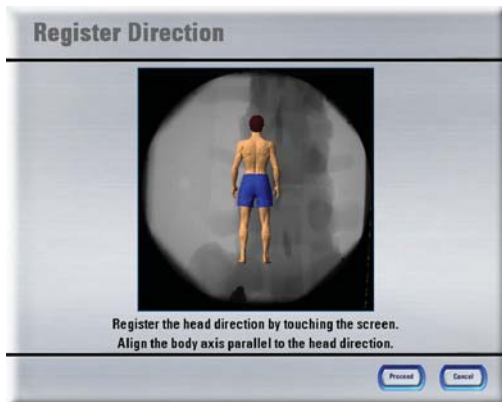 Register Direction
Register the head direction by touching the screen.
Align the body axis parallel to the head direction.
Proceed
Cancel